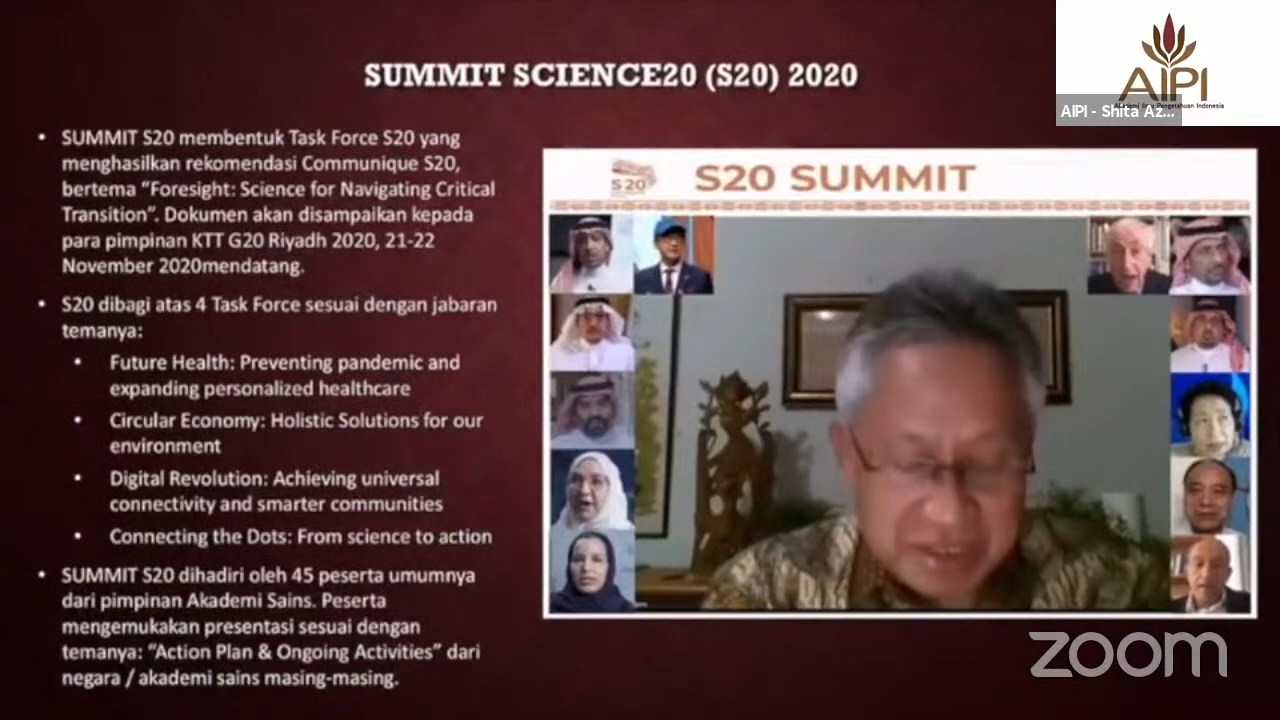 SUMMIT SCIENCE20 (S20) 2020
AIPI
Akademi Ilmu Pengetahuan Indonesia
AIPI - Shita Az...
• SUMMIT S20 membentuk Task Force S20 yang
menghasilkan rekomendasi Communique S20,
bertema “Foresight: Science for Navigating Critical
Transition”. Dokumen akan disampaikan kepada
para pimpinan KTT G20 Riyadh 2020, 21-22
November 2020mendatang.
• S20 dibagi atas 4 Task Force sesuai dengan jabaran
temanya:
• Future Health: Preventing pandemic and
expanding personalized healthcare
• Circular Economy: Holistic Solutions for our
environment
• Digital Revolution: Achieving universal
connectivity and smarter communities
• Connecting the Dots: From science to action
• SUMMIT S20 dihadiri oleh 45 peserta umumnya
dari pimpinan Akademi Sains. Peserta
mengemukakan presentasi sesuai dengan
temanya: “Action Plan & Ongoing Activities” dari
negara / akademi sains masing-masing.
S20
S20 SUMMIT
zoom